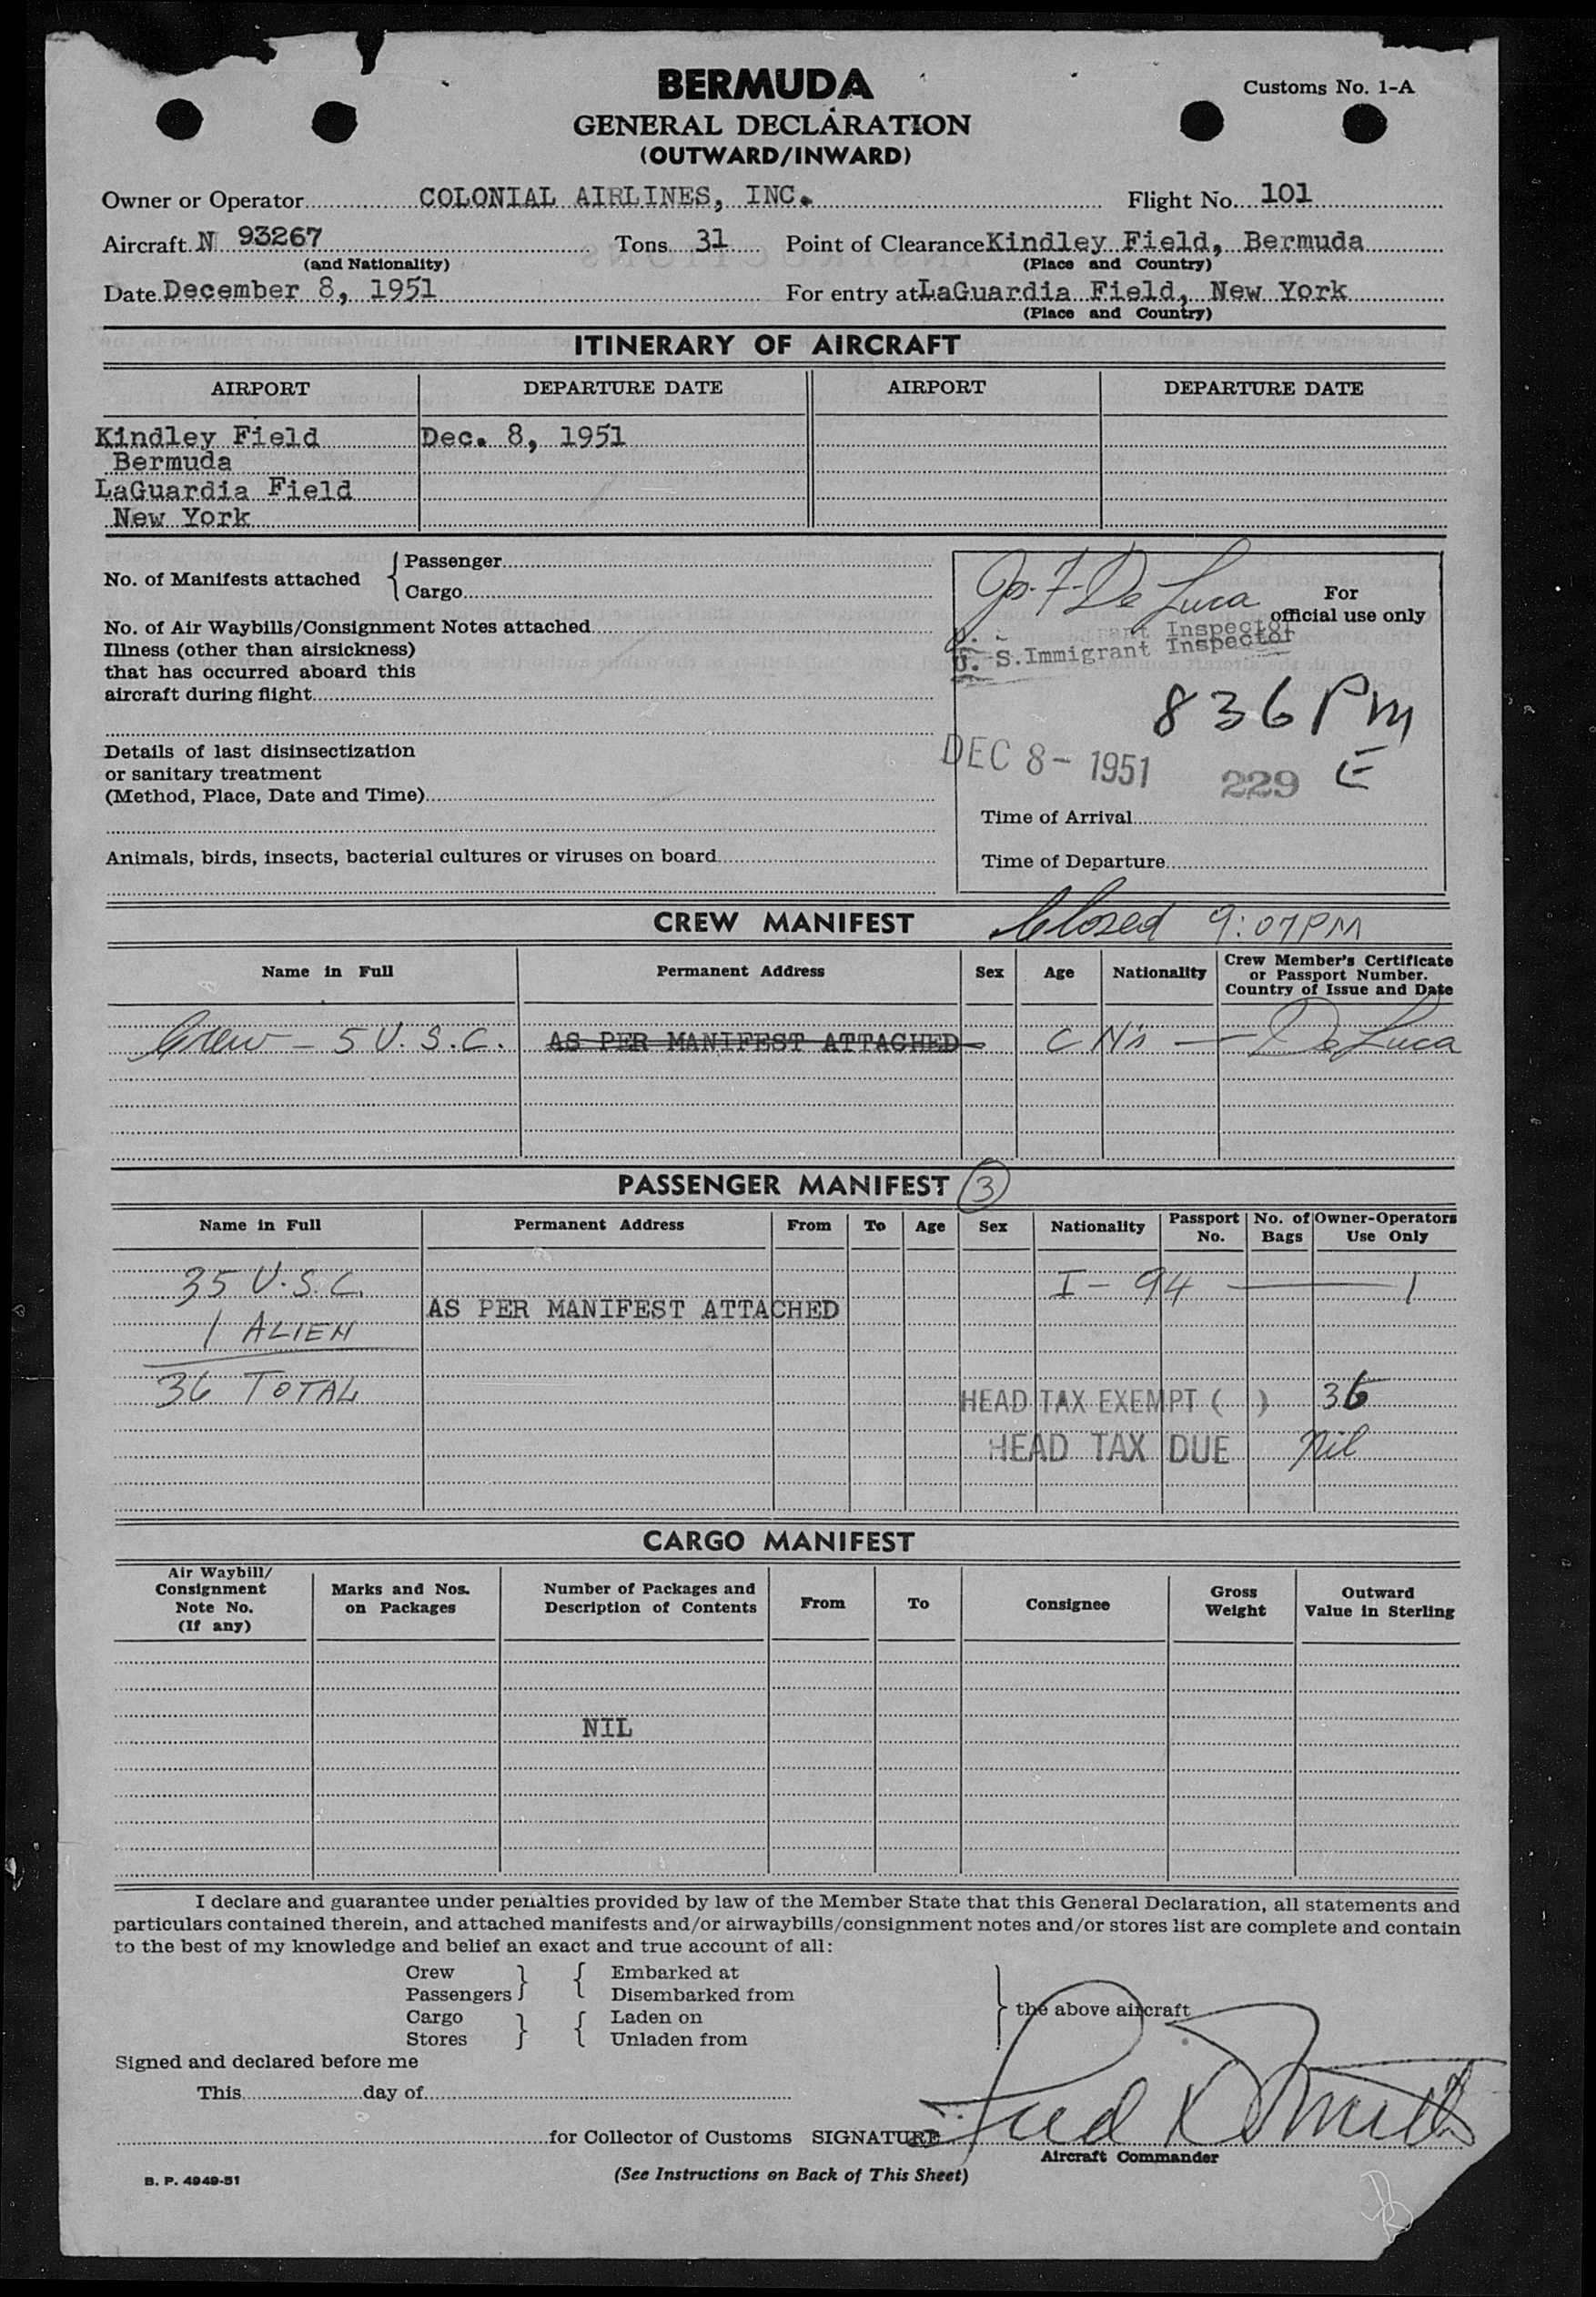 BERMUDA
Customs No. 1-A
GENERAL DECLARATION
(OUTWARD/INWARD)
Owner or Operator COLONIAL AIRLINES, INC. Flight No. 101
Aircraft N 93267 Tons 31 Point of Clearance Kindley Field, Bermuda
(and Nationality) (Place and Country)
Date December 8, 1951 For entry at LaGuardia Field, New York
(Place and Country)
ITINERARY OF AIRCRAFT
AIRPORT DEPARTURE DATE AIRPORT DEPARTURE DATE
Kindley Field Dec. 8, 1951
Bermuda
LaGuardia Field
New York
No. of Manifests attached { Passenger
Cargo
No. of Air Waybills/Consignment Notes attached
Illness (other than airsickness)
that has occurred aboard this
aircraft during flight
Details of last disinsectization
or sanitary treatment
(Method, Place, Date and Time)
Animals, birds, insects, bacterial cultures or viruses on board
Jos. F. De Luca
For
official use only
U. S. Immigrant Inspector
836 PM
DEC 8 - 1951 229 E
Time of Arrival
Time of Departure
CREW MANIFEST Closed 9:07 PM
Name in Full Permanent Address Sex Age Nationality Crew Member's Certificate
or Passport Number.
Country of Issue and Date
Crew - 5 U.S.C. AS PER MANIFEST ATTACHED C N's — De Luca
PASSENGER MANIFEST 3
Name in Full Permanent Address From To Age Sex Nationality Passport No. No. of Bags Owner-Operators Use Only
35 U.S.C. I-94 — 1
AS PER MANIFEST ATTACHED
1 ALIEN
36 TOTAL
HEAD TAX EXEMPT ( ) 36
HEAD TAX DUE Nil
CARGO MANIFEST
Air Waybill/ Consignment Note No. (If any) Marks and Nos. on Packages Number of Packages and Description of Contents From To Consignee Gross Weight Outward Value in Sterling
NIL
I declare and guarantee under penalties provided by law of the Member State that this General Declaration, all statements and
particulars contained therein, and attached manifests and/or airwaybills/consignment notes and/or stores list are complete and contain
to the best of my knowledge and belief an exact and true account of all:
Crew } { Embarked at
Passengers Disembarked from
the above aircraft
Cargo } { Laden on
Stores Unladen from
Signed and declared before me
This day of
for Collector of Customs SIGNATURE
Aircraft Commander
B. P. 4949-51
(See Instructions on Back of This Sheet)